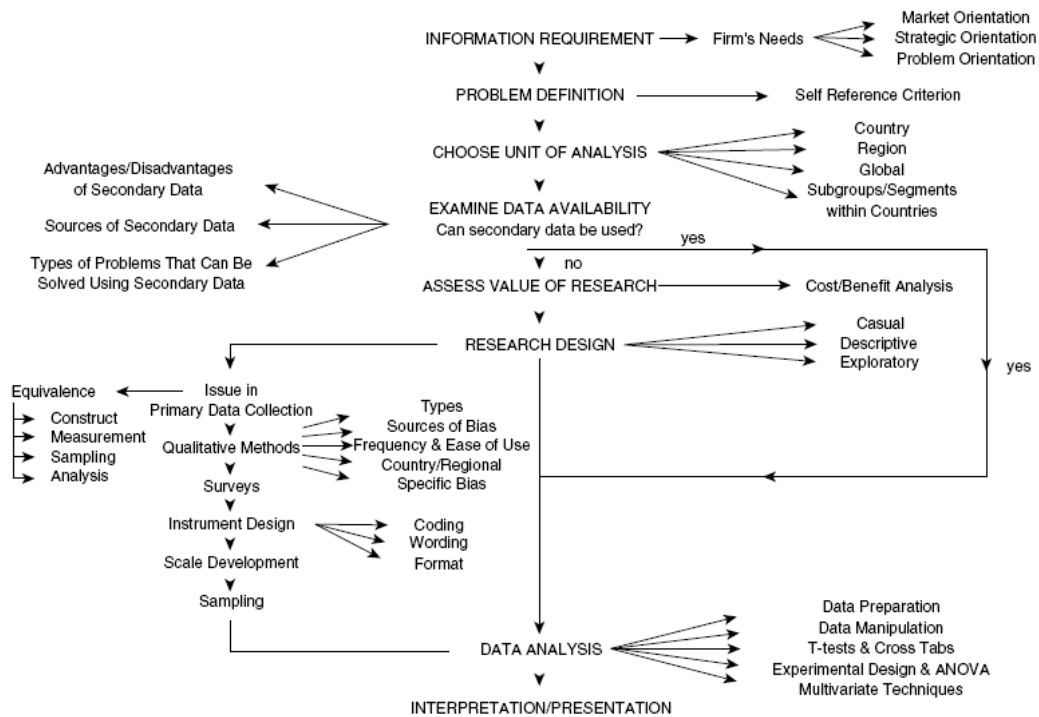 INFORMATION REQUIREMENT
Firm's Needs
Market Orientation
Strategic Orientation
Problem Orientation
PROBLEM DEFINITION
Self Reference Criterion
CHOOSE UNIT OF ANALYSIS
Country
Region
Global
Subgroups/Segments
within Countries
Advantages/Disadvantages
of Secondary Data
Sources of Secondary Data
Types of Problems That Can Be
Solved Using Secondary Data
EXAMINE DATA AVAILABILITY
Can secondary data be used?
yes
no
ASSESS VALUE OF RESEARCH
Cost/Benefit Analysis
RESEARCH DESIGN
Casual
Descriptive
Exploratory
yes
Equivalence
Construct
Measurement
Sampling
Analysis
Issue in
Primary Data Collection
Qualitative Methods
Types
Sources of Bias
Frequency & Ease of Use
Country/Regional
Specific Bias
Surveys
Instrument Design
Coding
Wording
Format
Scale Development
Sampling
DATA ANALYSIS
Data Preparation
Data Manipulation
T-tests & Cross Tabs
Experimental Design & ANOVA
Multivariate Techniques
INTERPRETATION/PRESENTATION